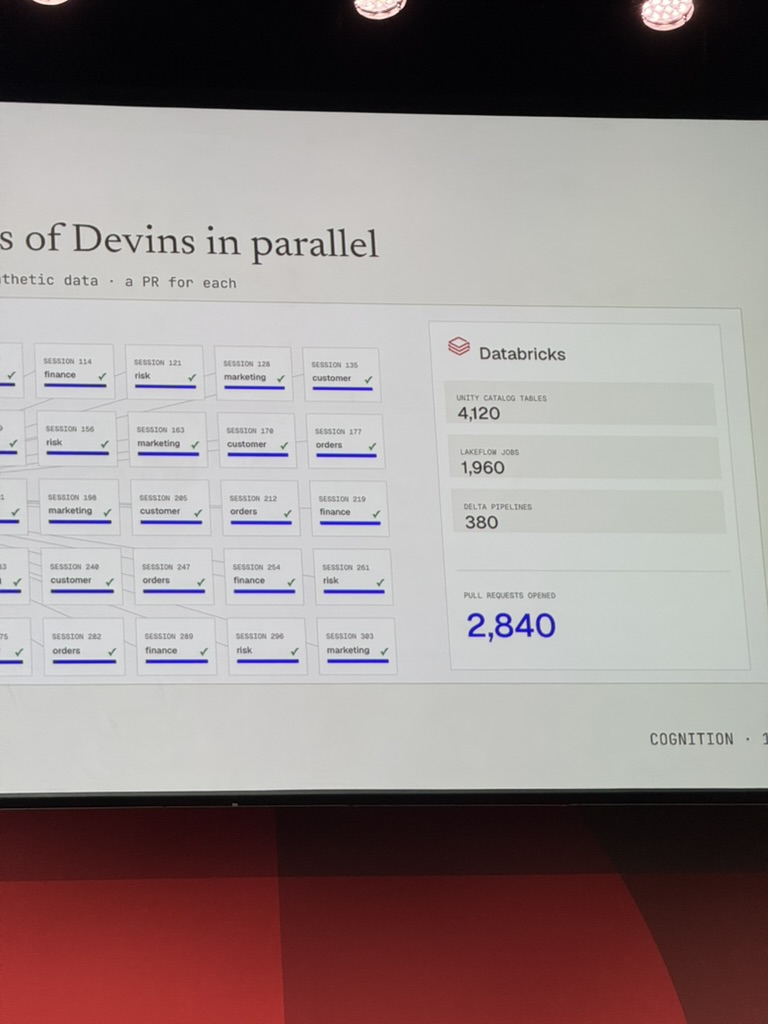 s of Devins in parallel
thetic data · a PR for each
SESSION 114
finance
SESSION 121
risk
SESSION 128
marketing
SESSION 135
customer
SESSION 156
risk
SESSION 163
marketing
SESSION 170
customer
SESSION 177
orders
SESSION 198
marketing
SESSION 205
customer
SESSION 212
orders
SESSION 219
finance
SESSION 240
customer
SESSION 247
orders
SESSION 254
finance
SESSION 261
risk
75
SESSION 282
orders
SESSION 289
finance
SESSION 296
risk
SESSION 303
marketing
Databricks
UNITY CATALOG TABLES
4,120
LAKEFLOW JOBS
1,960
DELTA PIPELINES
380
PULL REQUESTS OPENED
2,840
COGNITION ·